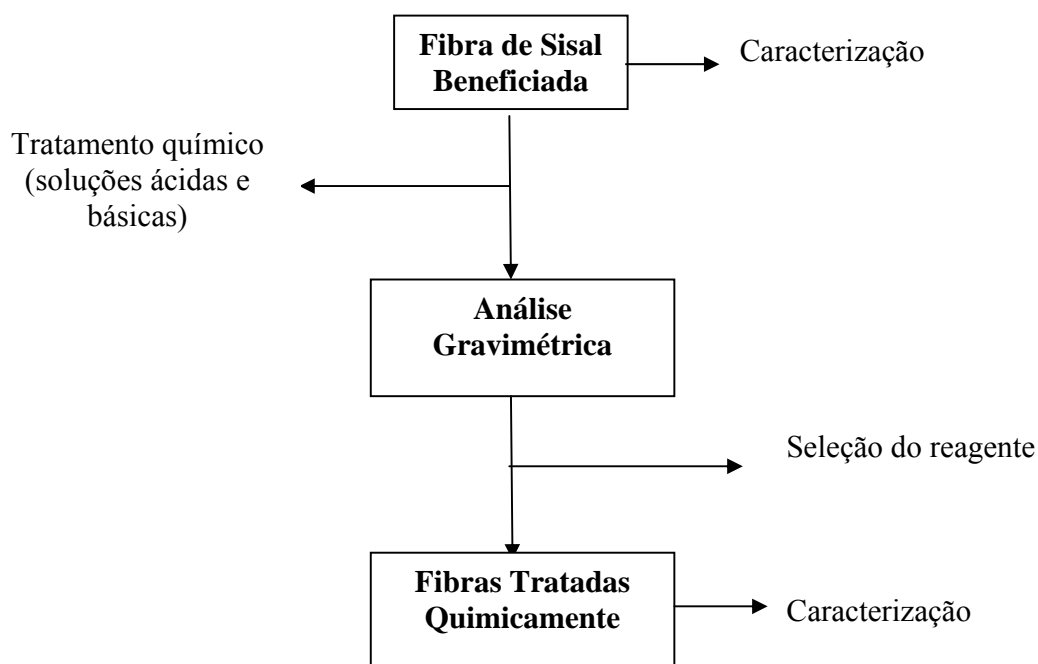 Fibra de Sisal
Beneficiada
Caracterização
Tratamento químico
(soluções ácidas e
básicas)
Análise
Gravimétrica
Seleção do reagente
Fibras Tratadas
Quimicamente
Caracterização